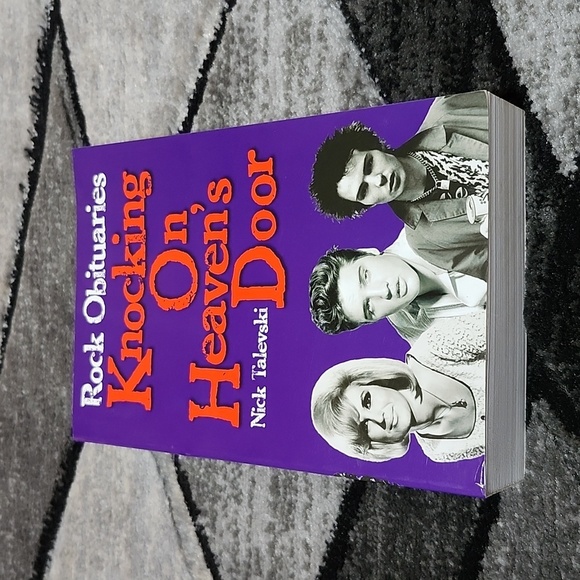 Rock Obituaries
Knocking
On
Heaven's
Door
Nick Talevski